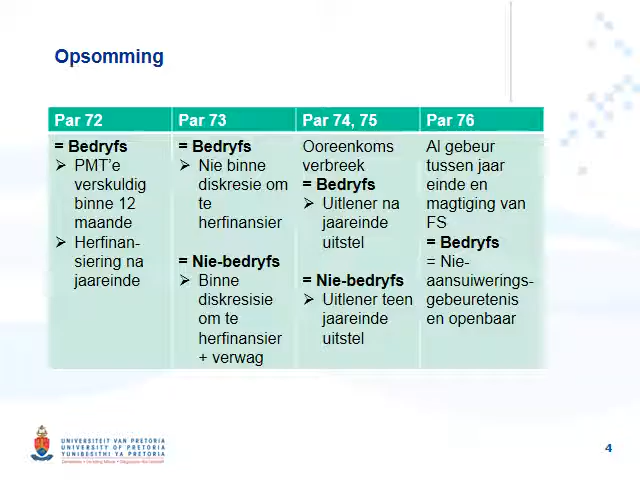 Opsomming
Par 72
Par 73
Par 74, 75
Par 76
= Bedryfs
➢ PMT'e
verskuldig
binne 12
maande
➢ Herfinan-
siering na
jaareinde
= Bedryfs
➢ Nie binne
diskresie om
te
herfinansier
= Nie-bedryfs
➢ Binne
diskresisie
om te
herfinansier
+ verwag
Ooreenkoms
verbreek
= Bedryfs
➢ Uitlener na
jaareinde
uitstel
= Nie-bedryfs
➢ Uitlener teen
jaareinde
uitstel
Al gebeur
tussen jaar
einde en
magtiging van
FS
= Bedryfs
= Nie-
aansuiwerings-
gebeuretenis
en openbaar
UNIVERSITEIT VAN PRETORIA
UNIVERSITY OF PRETORIA
YUNIBESITHI YA PRETORIA
4